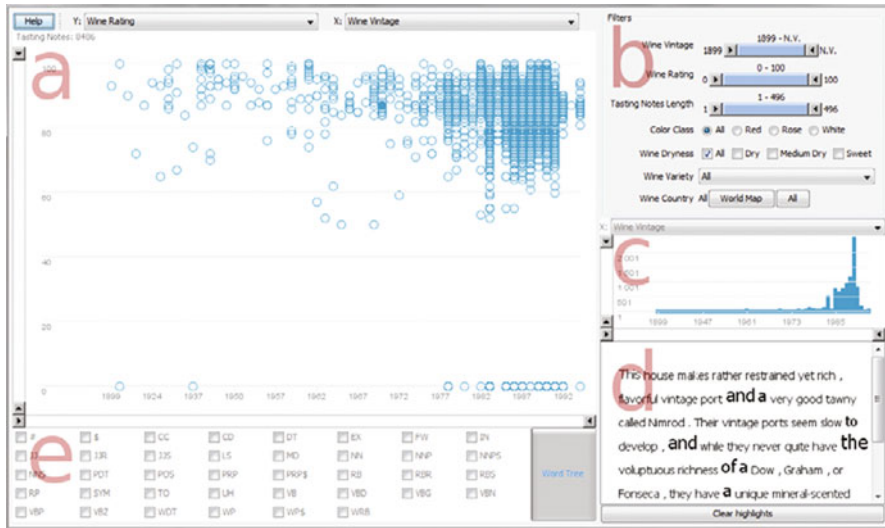 Help Y: Wine Rating X: Wine Vintage
Tasting Notes: 8486
a
80
60
40
20
0
1899 1924 1937 1950 1957 1962 1967 1972 1977 1982 1987 1992
e
# $ CC CD DT EX FW IN
JJ JJR JJS LS MD NN NNP NNPS
NNS PDT POS PRP PRP$ RB RBR RBS
RP SYM TO UH VB VBD VBG VBN
VBP VBZ WDT WP WP$ WRB
Word Tree
Filters
b
1899 - N.V.
Wine Vintage 1899 N.V.
0 - 100
Wine Rating 0 100
1 - 496
Tasting Notes Length 1 496
Color Class All Red Rose White
Wine Dryness All Dry Medium Dry Sweet
Wine Variety All
Wine Country All World Map All
X: Wine Vintage
c
2 001
1 001
1
1899 1947 1961 1973 1985
d
This house makes rather restrained yet rich ,
flavorful vintage port and a very good tawny
called Nimrod . Their vintage ports seem slow to
develop , and while they never quite have the
voluptuous richness of a Dow , Graham , or
Fonseca , they have a unique mineral-scented
Clear highlights